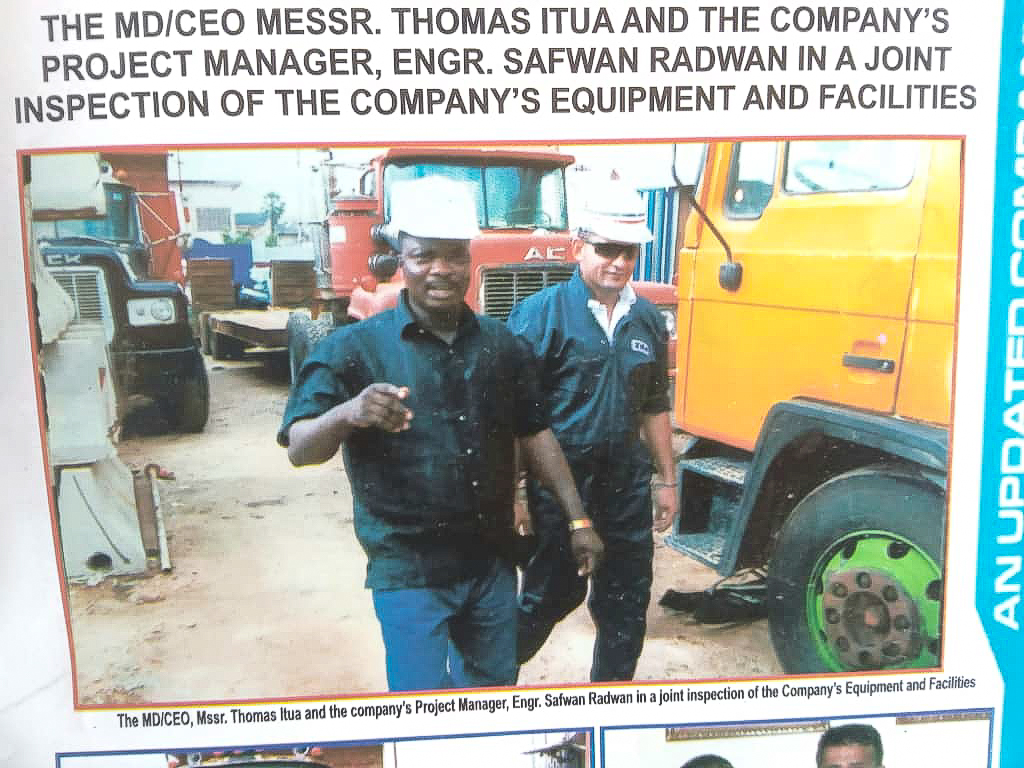 THE MD/CEO MESSR. THOMAS ITUA AND THE COMPANY'S
PROJECT MANAGER, ENGR. SAFWAN RADWAN IN A JOINT
INSPECTION OF THE COMPANY'S EQUIPMENT AND FACILITIES
AC
CK
The MD/CEO, Mssr. Thomas Itua and the company's Project Manager, Engr. Safwan Radwan in a joint inspection of the Company's Equipment and Facilities
AN UPDATED